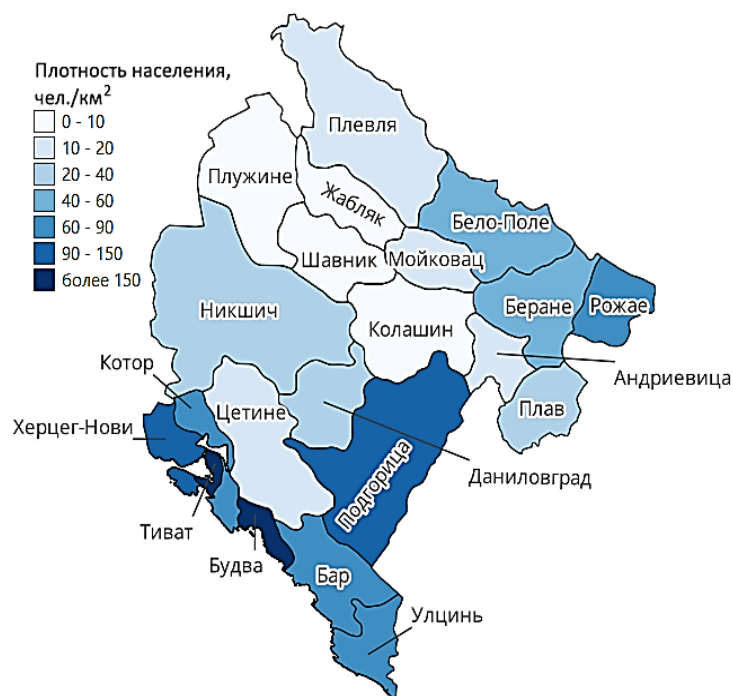 Плотность населения,
чел./км²
0 - 10
10 - 20
20 - 40
40 - 60
60 - 90
90 - 150
более 150
Плевля
Плужине
Жабляк
Бело-Поле
Шавник
Мойковац
Никшич
Колашин
Беране
Рожае
Котор
Андриевица
Цетине
Плав
Херцег-Нови
Даниловград
Подгорица
Тиват
Будва
Бар
Улцинь